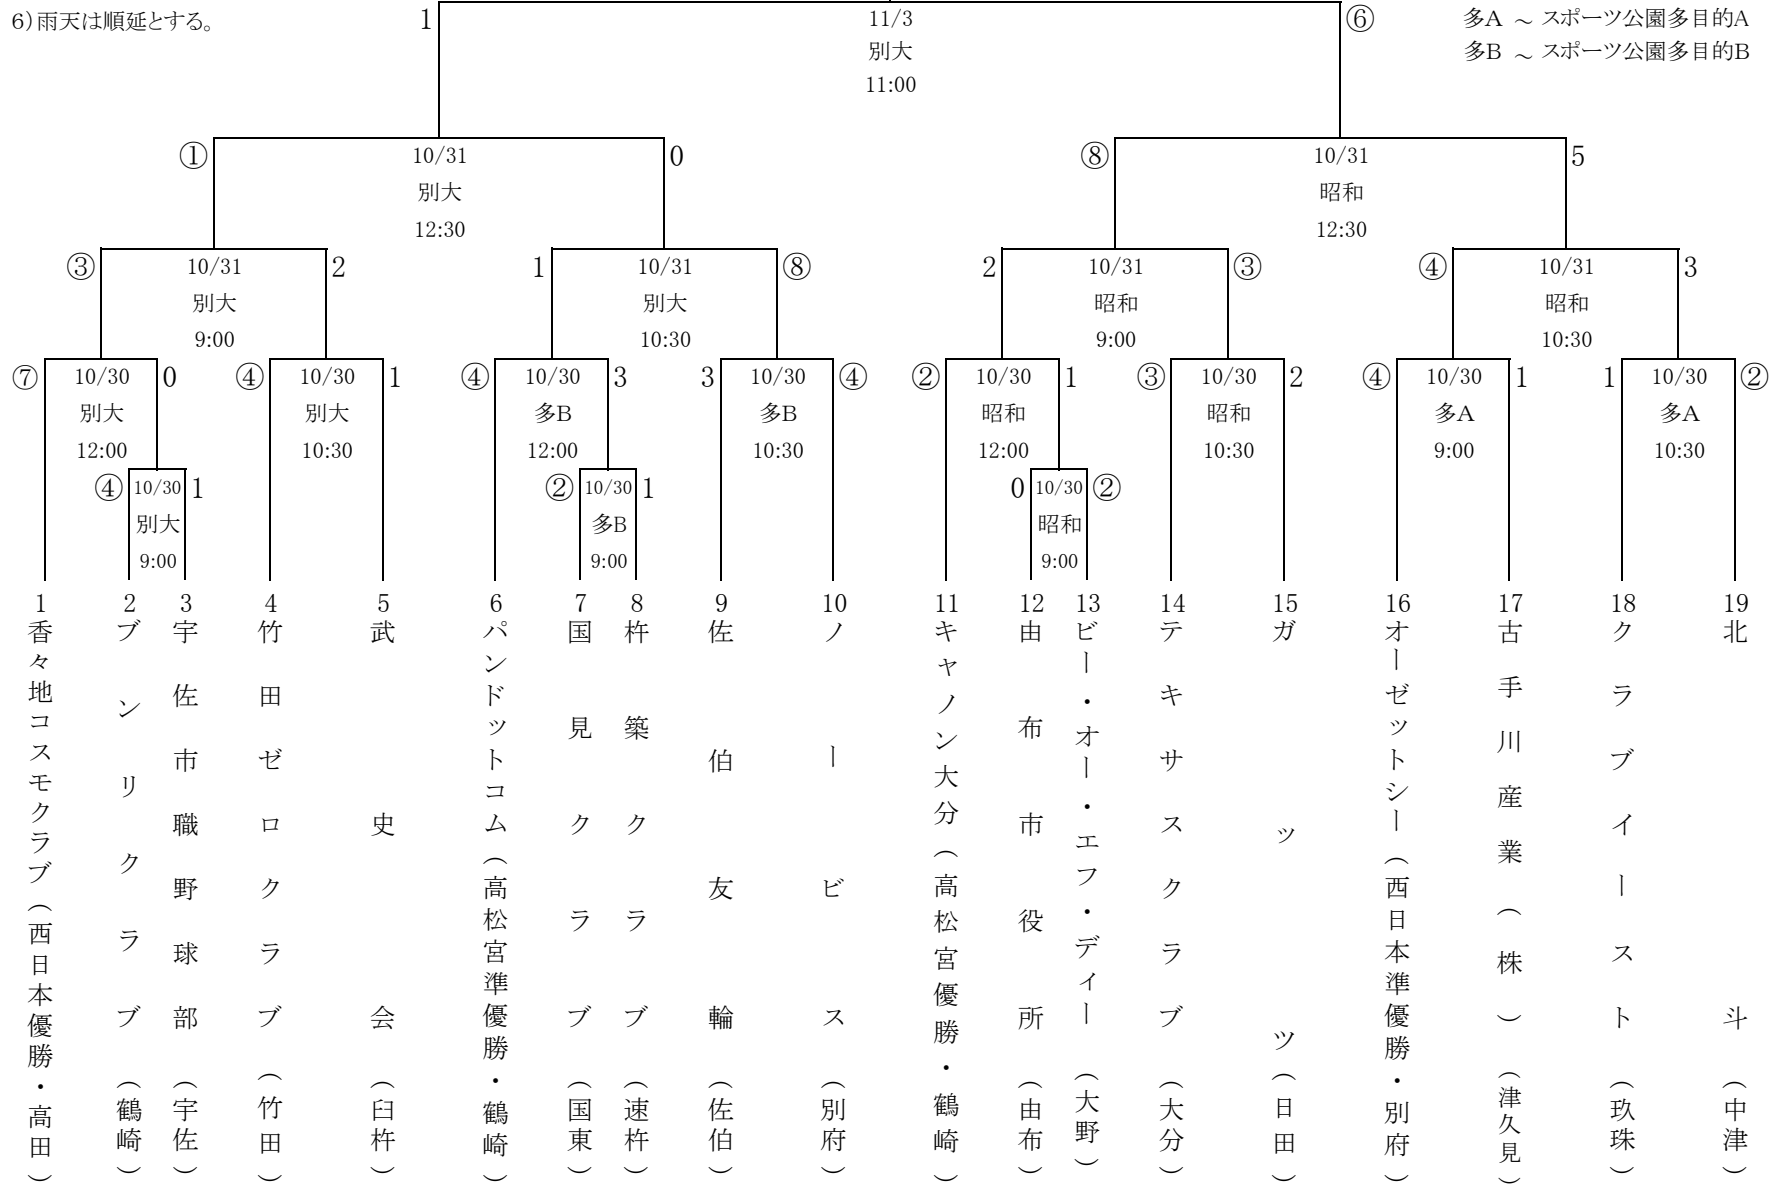 6)雨天は順延とする。
多A ～ スポーツ公園多目的A
多B ～ スポーツ公園多目的B
1
11/3
別大
11:00
⑥
①
10/31
別大
12:30
0
⑧
10/31
昭和
12:30
5
③
10/31
別大
9:00
2
1
10/31
別大
10:30
⑧
2
10/31
昭和
9:00
③
④
10/31
昭和
10:30
3
⑦
10/30
別大
12:00
0
④
10/30
別大
10:30
1
④
10/30
多B
12:00
3
3
10/30
多B
10:30
④
②
10/30
昭和
12:00
1
③
10/30
昭和
10:30
2
④
10/30
多A
9:00
1
1
10/30
多A
10:30
②
④
10/30
別大
9:00
1
②
10/30
多B
9:00
1
0
10/30
昭和
9:00
②
1
香々地コスモクラブ(西日本優勝・高田)
2
ブンリクラブ(鶴崎)
3
宇佐市職野球部(宇佐)
4
竹田ゼロクラブ(竹田)
5
武史会(臼杵)
6
パンドットコム(高松宮準優勝・鶴崎)
7
国見クラブ(国東)
8
杵築クラブ(速杵)
9
佐伯友輪(佐伯)
10
ノービス(別府)
11
キャノン大分(高松宮優勝・鶴崎)
12
由布市役所(由布)
13
ビー・オー・エフ・ディー(大野)
14
テキサスクラブ(大分)
15
ガッツ(日田)
16
オーゼットシー(西日本準優勝・別府)
17
古手川産業(株)(津久見)
18
クラブイースト(玖珠)
19
北斗(中津)